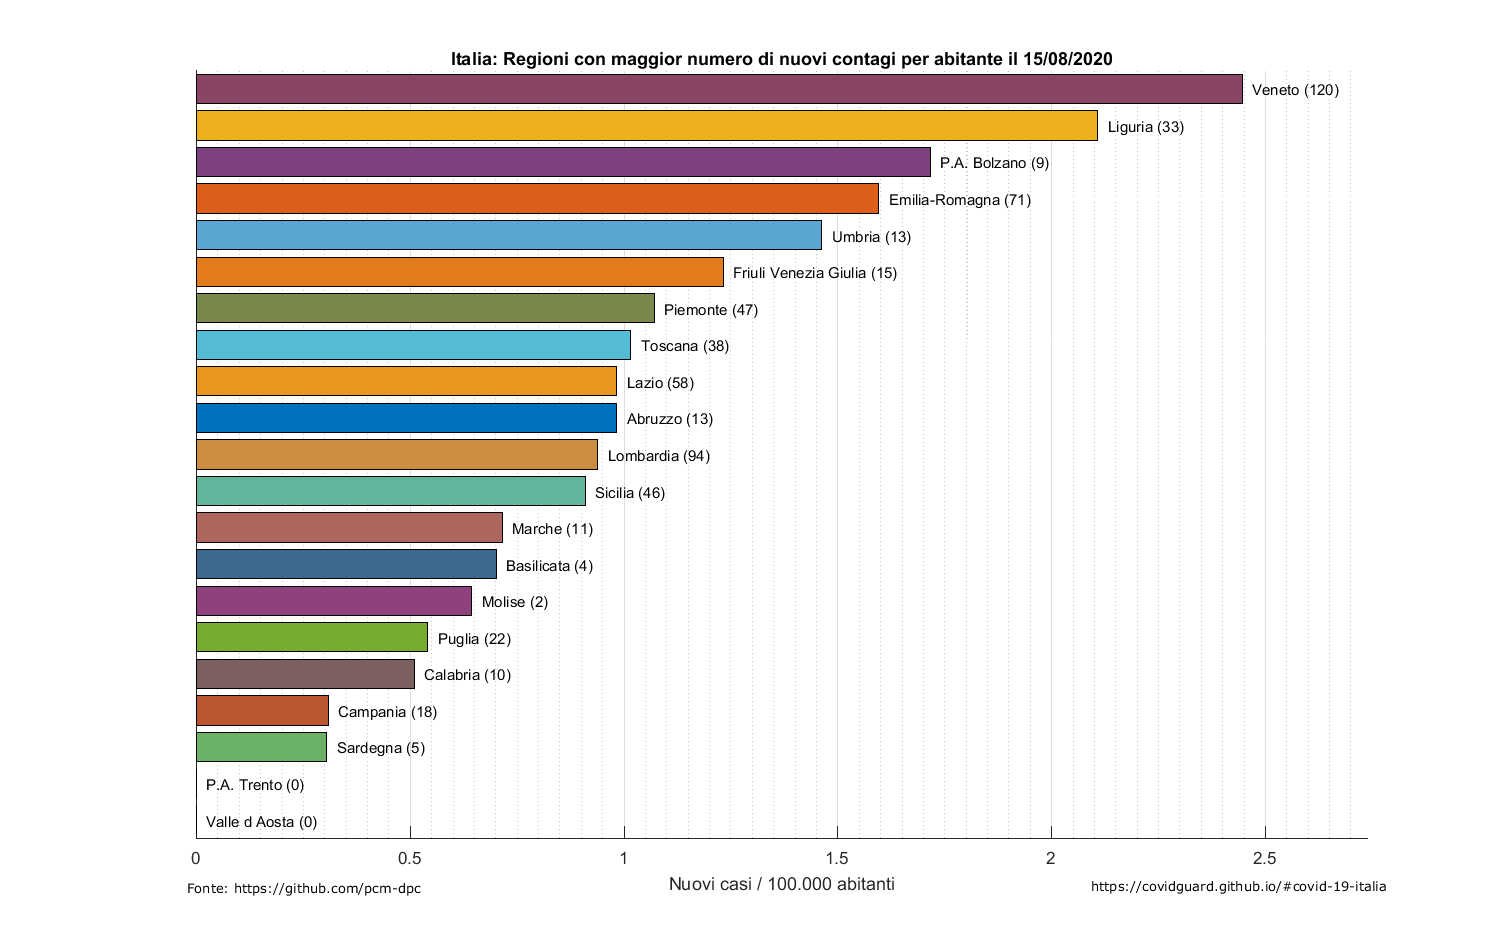 Italia: Regioni con maggior numero di nuovi contagi per abitante il 15/08/2020
Veneto (120)
Liguria (33)
P.A. Bolzano (9)
Emilia-Romagna (71)
Umbria (13)
Friuli Venezia Giulia (15)
Piemonte (47)
Toscana (38)
Lazio (58)
Abruzzo (13)
Lombardia (94)
Sicilia (46)
Marche (11)
Basilicata (4)
Molise (2)
Puglia (22)
Calabria (10)
Campania (18)
Sardegna (5)
P.A. Trento (0)
Valle d Aosta (0)
0 0.5 1 1.5 2 2.5
Nuovi casi / 100.000 abitanti
Fonte: https://github.com/pcm-dpc
https://covidguard.github.io/#covid-19-italia